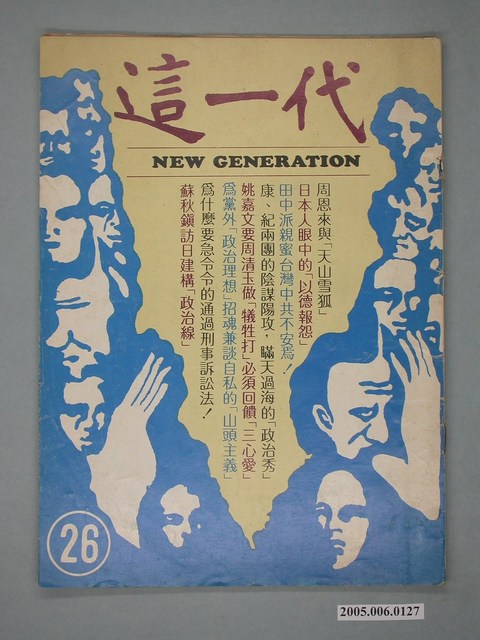 這一代
NEW GENERATION
周恩來與「天山雪狐」
日本人眼中的「以德報怨」
田中派親蜜台灣中共不安焉！
康、紀兩團的陰謀陽攻，瞞天過海的「政治秀」
姚嘉文要周清玉做「犧牲打」必須回饋「三心愛」
為黨外「政治理想」招魂兼談自私的「山頭主義」
為什麼要急令令的通過刑事訴訟法！
蘇秋鎮訪日建構「政治線」
26
2005.006.0127